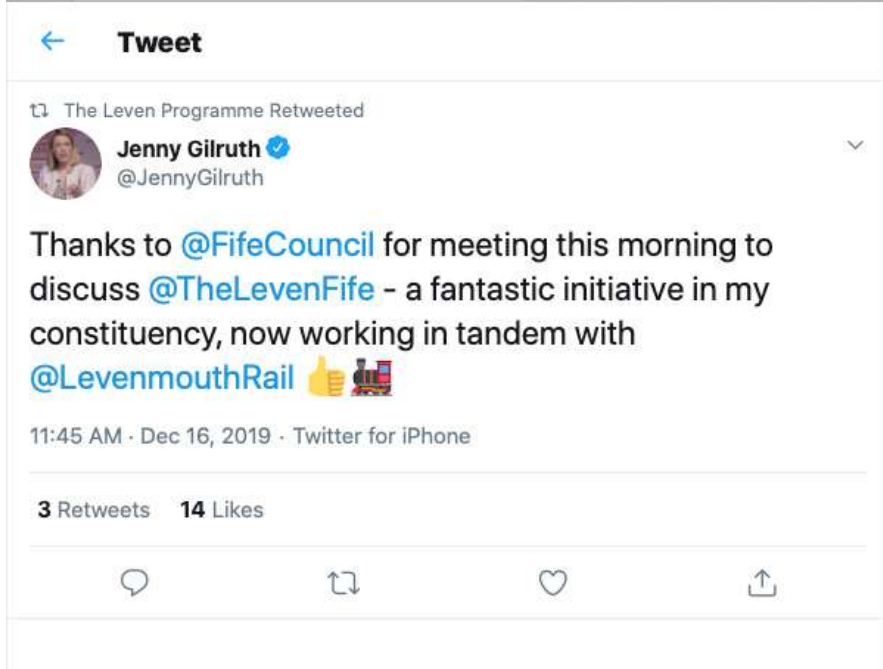 Tweet
The Leven Programme Retweeted
Jenny Gilruth
@JennyGilruth
Thanks to @FifeCouncil for meeting this morning to
discuss @TheLevenFife - a fantastic initiative in my
constituency, now working in tandem with
@LevenmouthRail 👍🚂
11:45 AM · Dec 16, 2019 · Twitter for iPhone
3 Retweets 14 Likes